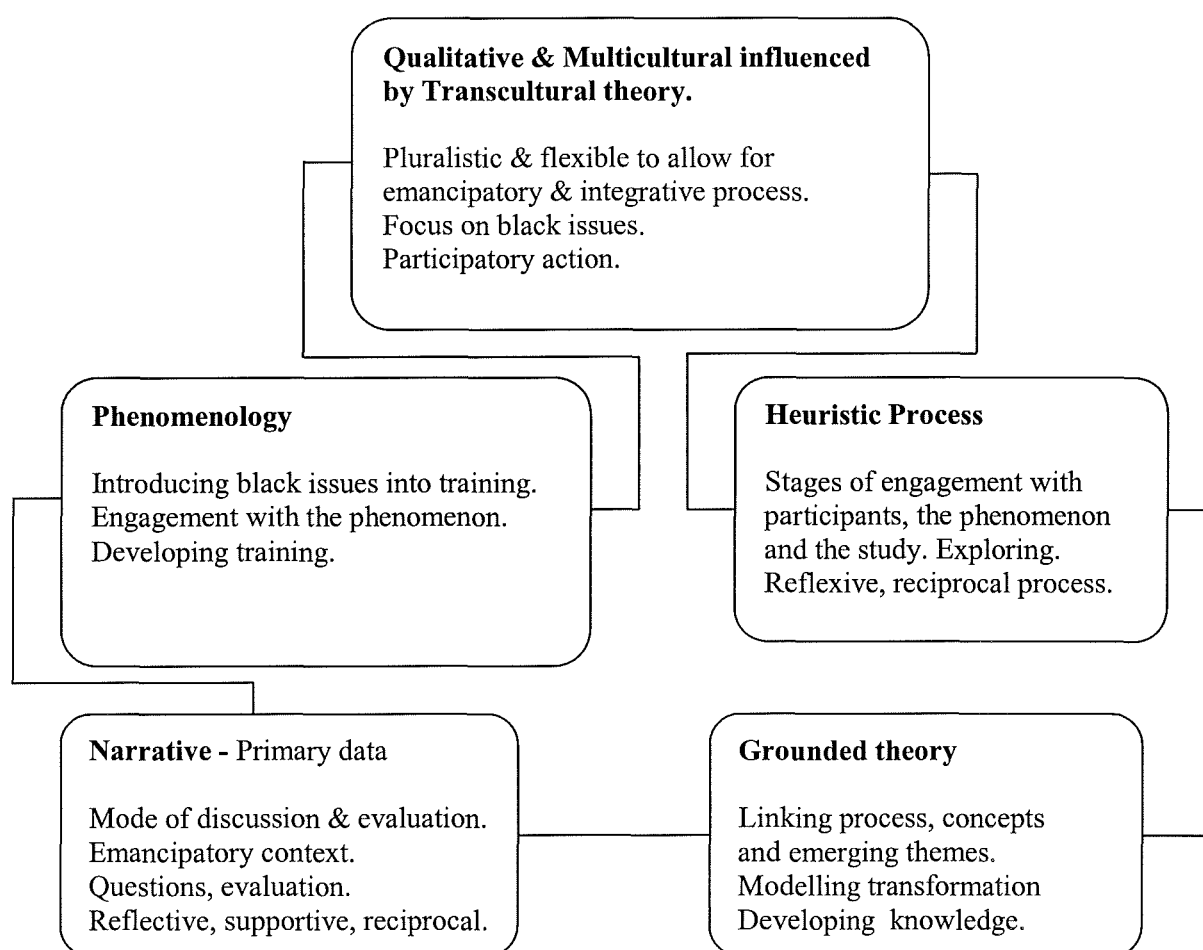 Qualitative & Multicultural influenced
by Transcultural theory.
Pluralistic & flexible to allow for
emancipatory & integrative process.
Focus on black issues.
Participatory action.
Phenomenology
Introducing black issues into training.
Engagement with the phenomenon.
Developing training.
Heuristic Process
Stages of engagement with
participants, the phenomenon
and the study. Exploring.
Reflexive, reciprocal process.
Narrative - Primary data
Mode of discussion & evaluation.
Emancipatory context.
Questions, evaluation.
Reflective, supportive, reciprocal.
Grounded theory
Linking process, concepts
and emerging themes.
Modelling transformation
Developing knowledge.